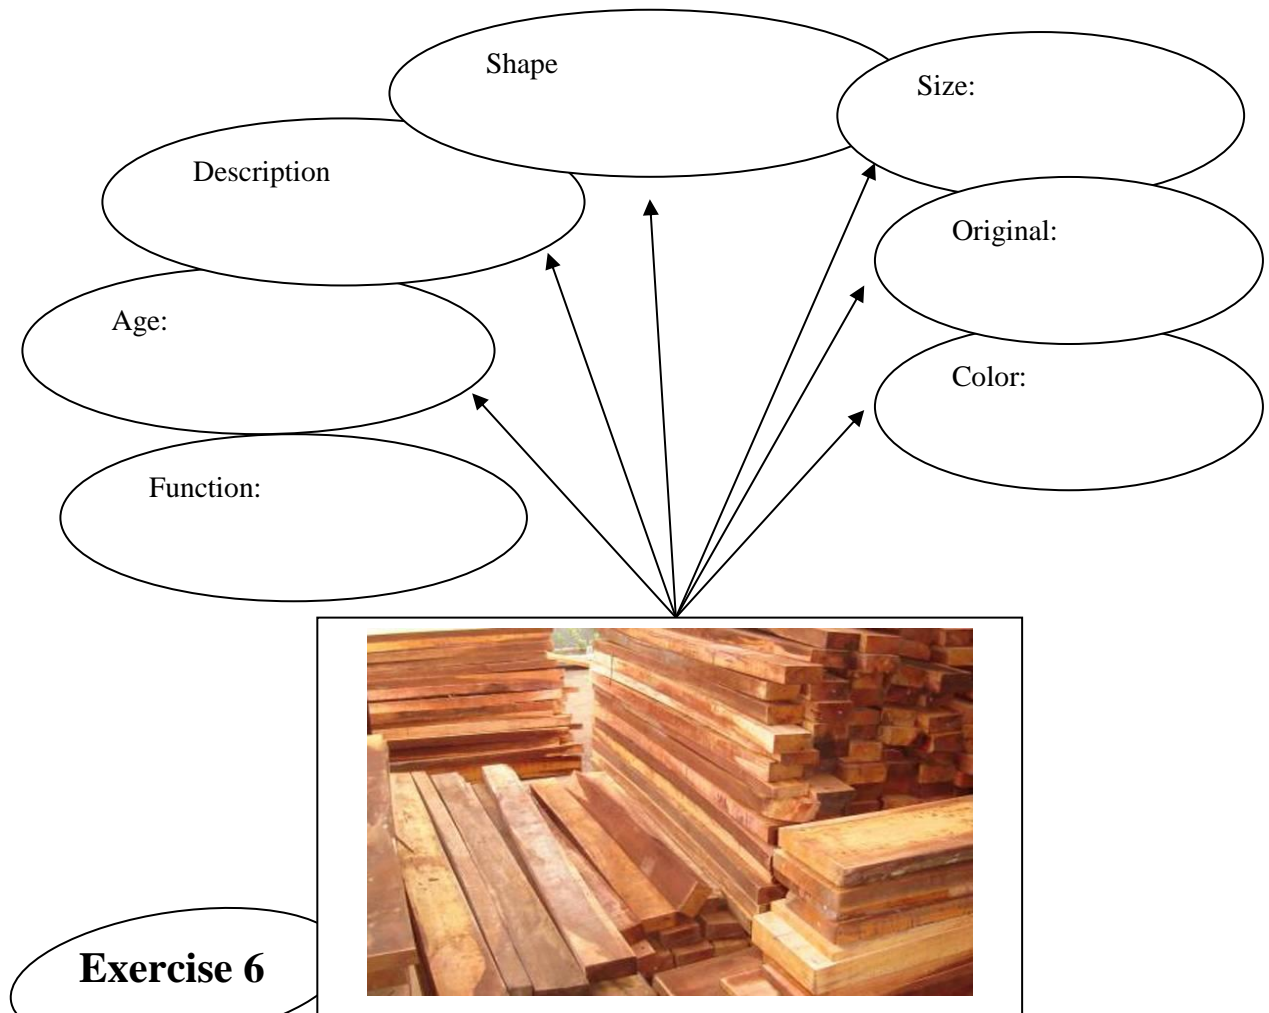 Shape
Size:
Description
Original:
Age:
Color:
Function:
Exercise 6